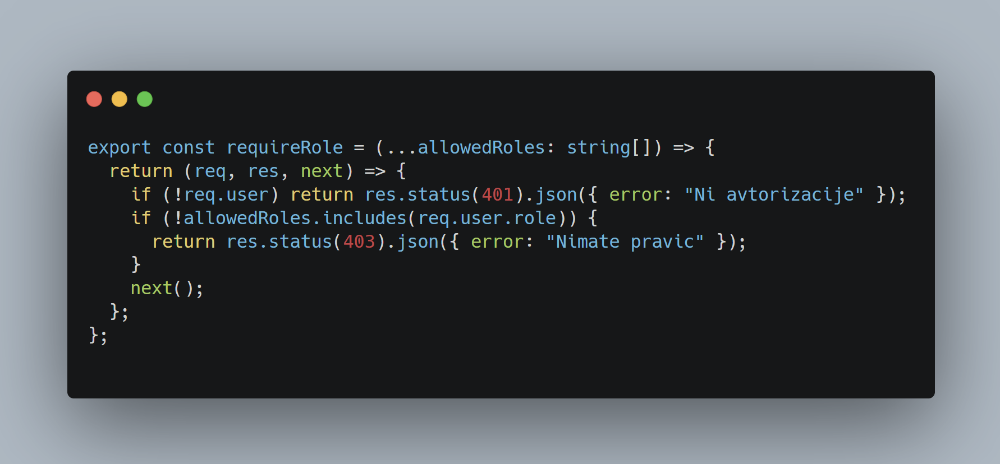 export const requireRole = (...allowedRoles: string[]) => {
  return (req, res, next) => {
    if (!req.user) return res.status(401).json({ error: "Ni avtorizacije" });
    if (!allowedRoles.includes(req.user.role)) {
      return res.status(403).json({ error: "Nimate pravic" });
    }
    next();
  };
};